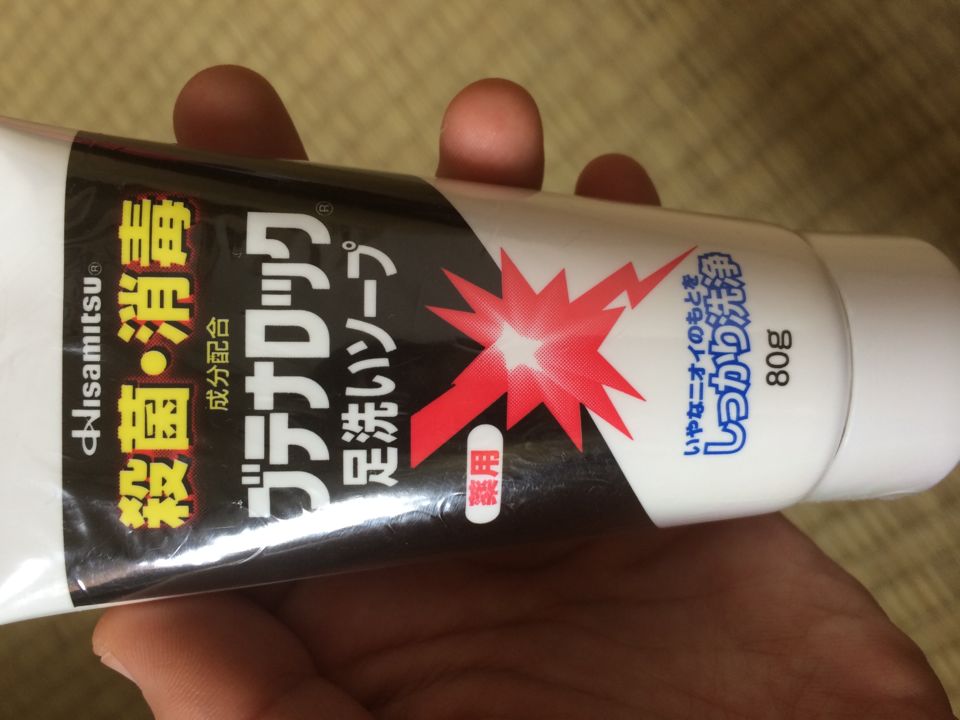 Hisamitsu®
殺菌・消毒
成分配合
ブテナロック®
足洗いソープ
薬用
いやなニオイのもとを
しっかり洗浄
80g